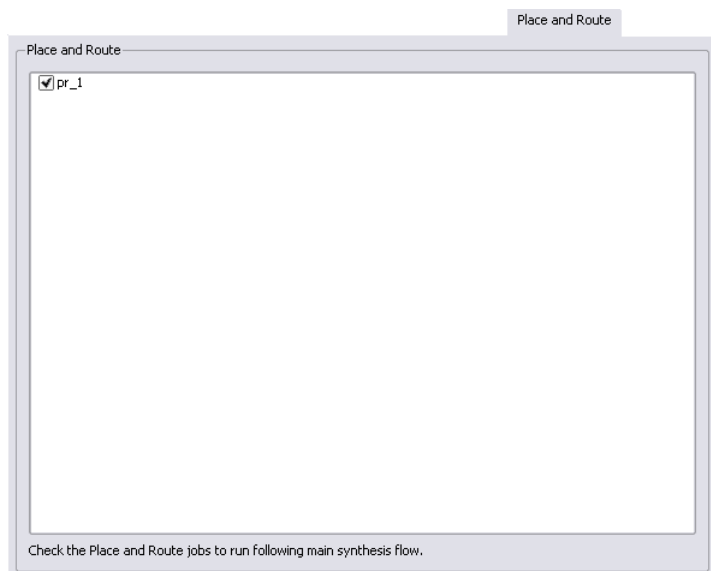 Place and Route
Place and Route
pr_1
Check the Place and Route jobs to run following main synthesis flow.